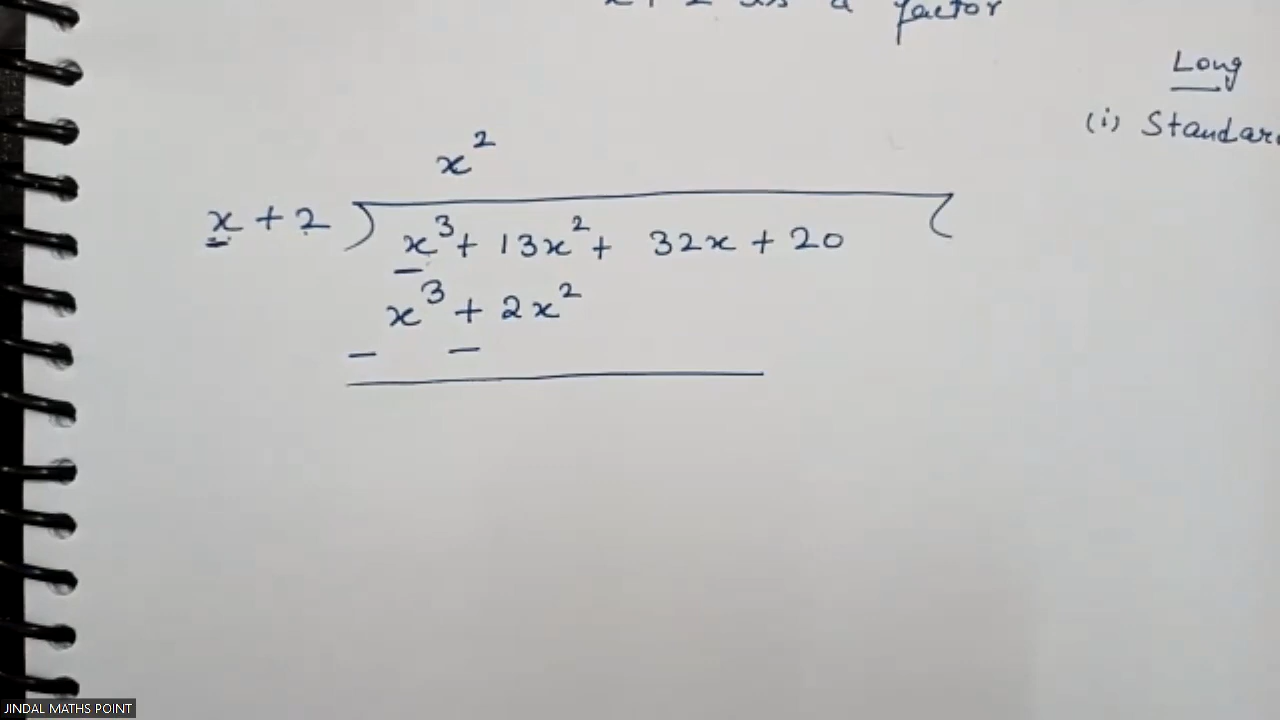 a factor
Long
(i) Standar
x²
x + 2 ) x³ + 13x² + 32x + 20
x³ + 2x²
− −
JINDAL MATHS POINT